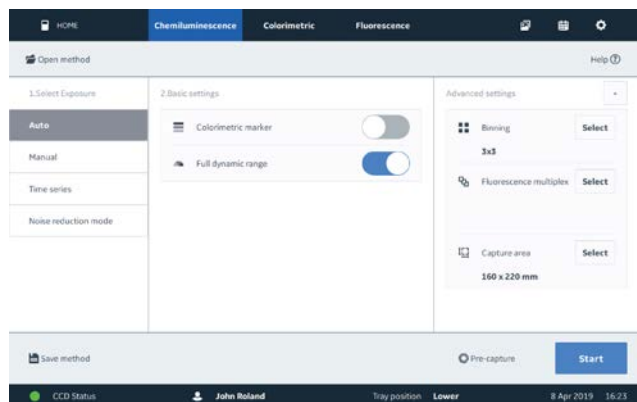 HOME Chemiluminescence Colorimetric Fluorescence
Open method Help ?
1.Select Exposure 2.Basic settings Advanced settings -
Auto Colorimetric marker Binning Select
3x3
Manual Full dynamic range
Fluorescence multiplex Select
Time series
Noise reduction mode
Capture area Select
160 x 220 mm
Save method Pre-capture Start
CCD Status John Roland Tray position Lower 8 Apr 2019 16:23